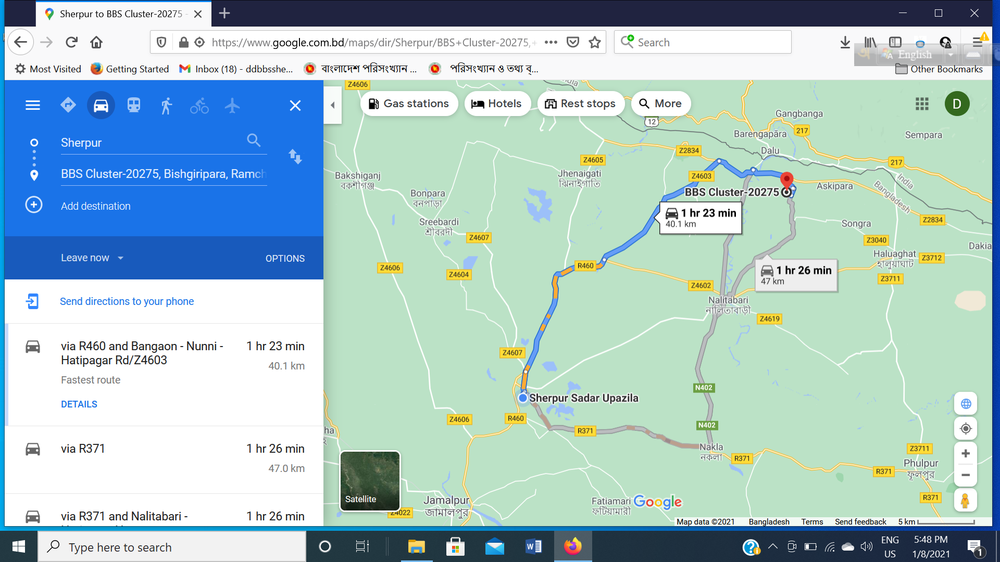 Sherpur to BBS Cluster-20275 -
https://www.google.com.bd/maps/dir/Sherpur/BBS+Cluster-20275,+
Search
English
Most Visited
Getting Started
Inbox (18) - ddbbsshe...
বাংলাদেশ পরিসংখ্যান ...
পরিসংখ্যান ও তথ্য ব্...
Other Bookmarks
Sherpur
BBS Cluster-20275, Bishgiripara, Ramch
Add destination
Leave now
OPTIONS
Send directions to your phone
via R460 and Bangaon - Nunni -
Hatipagar Rd/Z4603
1 hr 23 min
40.1 km
Fastest route
DETAILS
via R371
1 hr 26 min
47.0 km
via R371 and Nalitabari -
1 hr 26 min
Gas stations
Hotels
Rest stops
More
D
Z4606
12
Gangbanga
217
Barengapāra
Sempara
Dalu
Z2834
Z4605
217
Jhenaigati
ঝিনাইগাতি
Bakshiganj
বকশীগঞ্জ
Z4603
India
Askipara
Bangladesh
BBS Cluster-20275
Bonpara
বনপাড়া
1 hr 23 min
40.1 km
Sreebardi
শ্রীবরদী
Z2834
Songra
Z4607
Z3040
Dakia
Haluaghat
হালুয়াঘাট
Z3712
Z4606
Z4604
R460
1 hr 26 min
47 km
Z3711
Z4602
Nalitabari
নালিতাবাড়ী
Z4619
Z4607
N402
Sherpur Sadar Upazila
Z4606
R460
R371
N402
ha
Nakla
নকলা
R371
Z3711
Phulpur
ফুলপুর
R371
R371
Satellite
Jamalpur
জামালপুর
Z4022
Fatiamari
ফটিয়ামারী
Google
Map data ©2021
Bangladesh
Terms
Send feedback
5 km
Type here to search
ENG
US
5:48 PM
1/8/2021
1